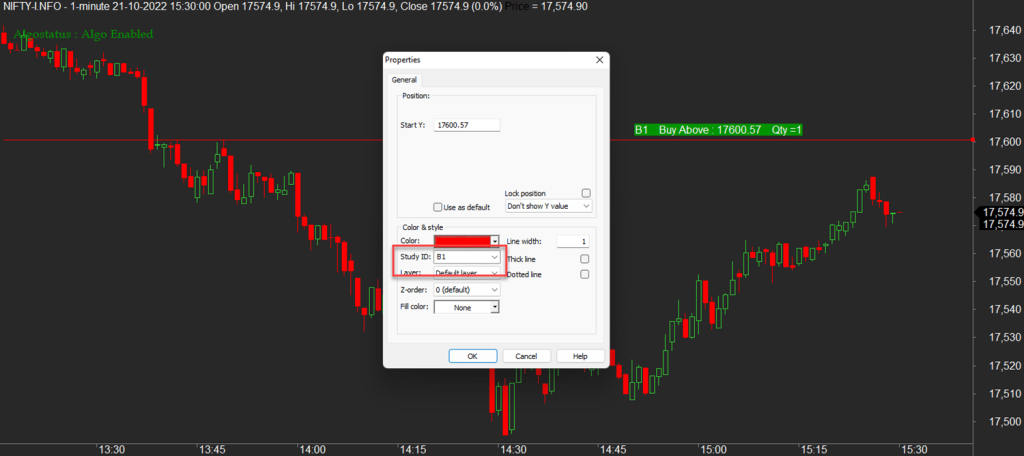 NIFTY-I.NFO - 1-minute 21-10-2022 15:30:00 Open 17574.9, Hi 17574.9, Lo 17574.9, Close 17574.9 (0.0%) Price = 17,574.90
Algostatus : Algo Enabled
Properties
General
Position:
Start Y: 17600.57
Lock position
Use as default Don't show Y value
Color & style
Color: Line width: 1
Study ID: B1 Thick line
Layer: Default layer Dotted line
Z-order: 0 (default)
Fill color: None
OK Cancel Help
B1 Buy Above : 17600.57 Qty =1
17,640
17,630
17,620
17,610
17,600
17,590
17,580
17,574.9
17,574.9
17,560
17,550
17,540
17,530
17,520
17,510
17,500
13:30 13:45 14:00 14:15 14:30 14:45 15:00 15:15 15:30